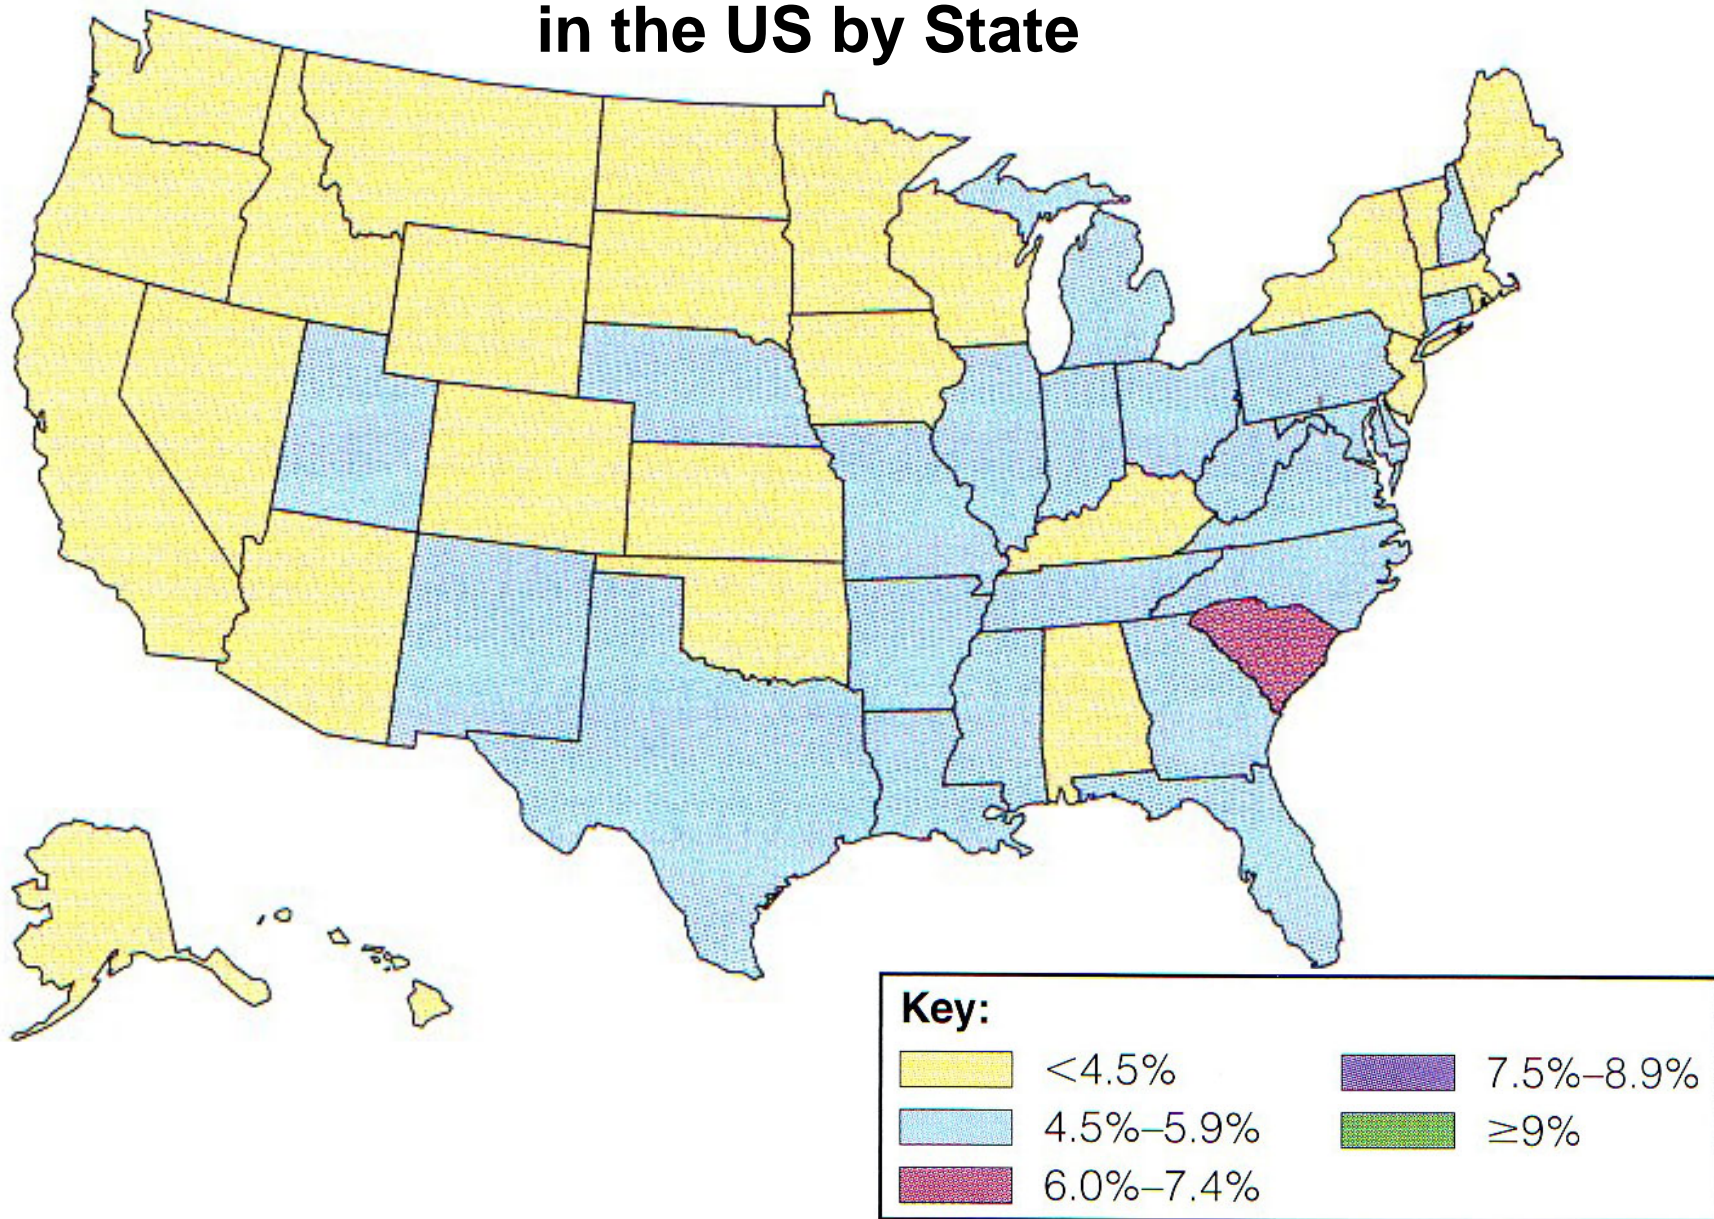 in the US by State
Key:
<4.5%
4.5%–5.9%
6.0%–7.4%
7.5%–8.9%
≥9%